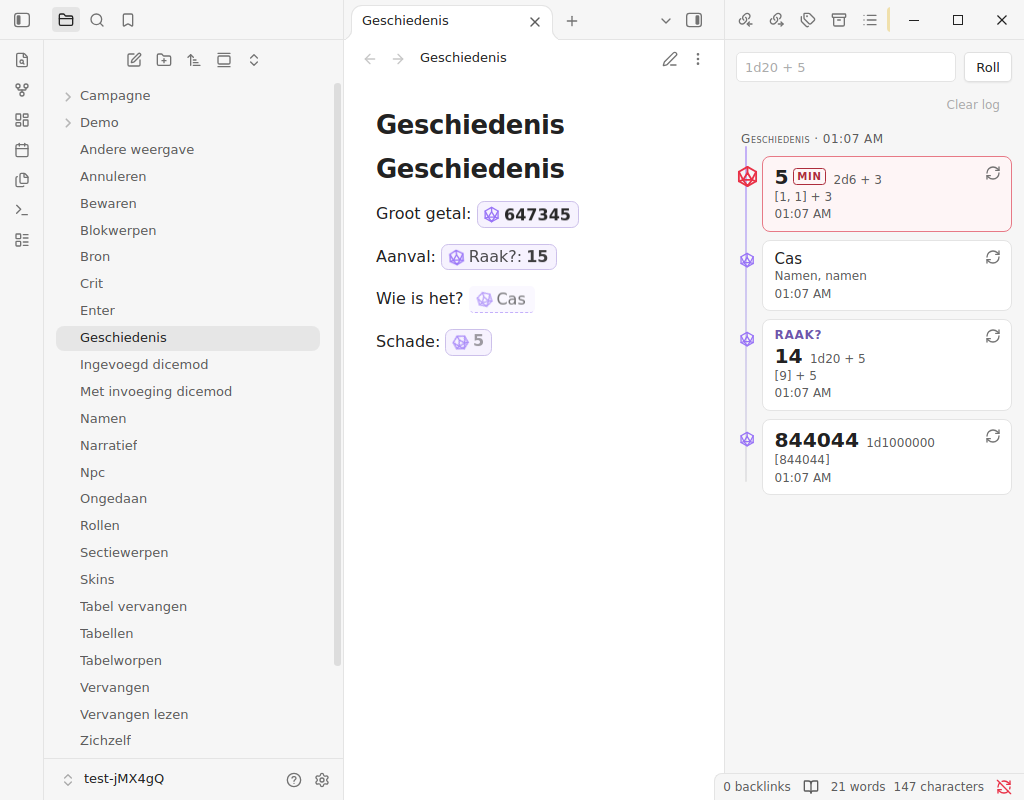 Geschiedenis
Geschiedenis
1d20 + 5
Roll
Clear log
Campagne
Demo
Andere weergave
Annuleren
Bewaren
Blokwerpen
Bron
Crit
Enter
Geschiedenis
Ingevoegd dicemod
Met invoeging dicemod
Namen
Narratief
Npc
Ongedaan
Rollen
Sectiewerpen
Skins
Tabel vervangen
Tabellen
Tabelworpen
Vervangen
Vervangen lezen
Zichzelf
test-jMX4gQ
Geschiedenis
Geschiedenis
Groot getal: 647345
Aanval: Raak?: 15
Wie is het? Cas
Schade: 5
Geschiedenis · 01:07 AM
5 MIN 2d6 + 3
[1, 1] + 3
01:07 AM
Cas
Namen, namen
01:07 AM
RAAK?
14 1d20 + 5
[9] + 5
01:07 AM
844044 1d1000000
[844044]
01:07 AM
0 backlinks 21 words 147 characters